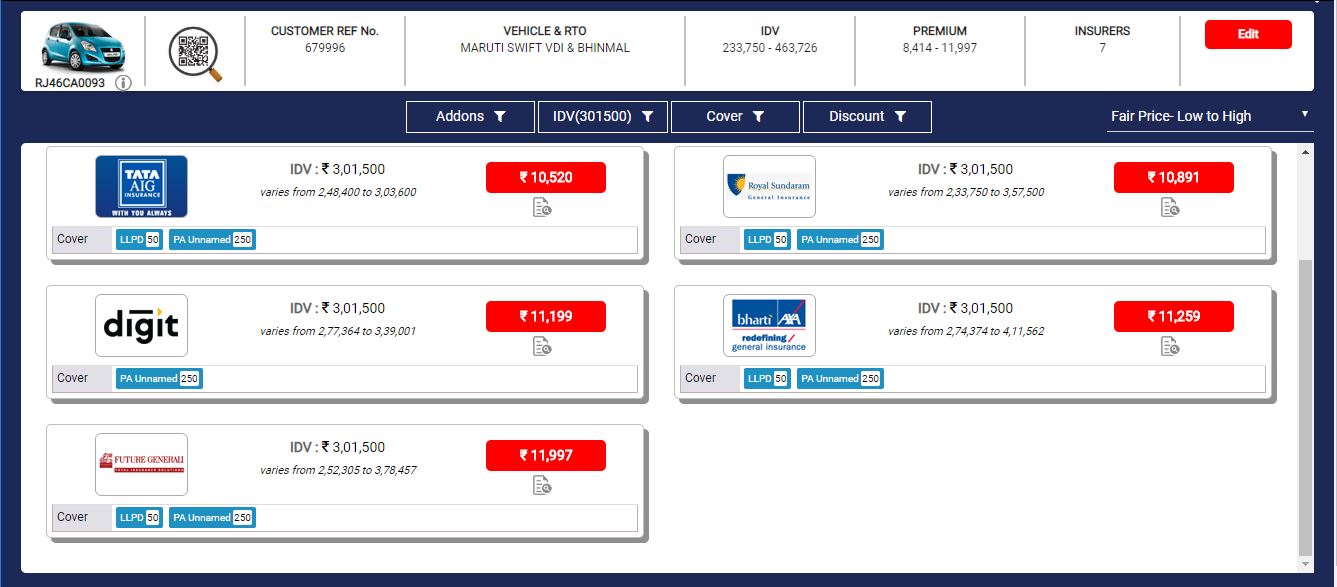 CUSTOMER REF No.
679996
VEHICLE & RTO
MARUTI SWIFT VDI & BHINMAL
IDV
233,750 - 463,726
PREMIUM
8,414 - 11,997
INSURERS
7
Edit
RJ46CA0093
Addons
IDV(301500)
Cover
Discount
Fair Price- Low to High
TATA
AIG
INSURANCE
WITH YOU ALWAYS
IDV : ₹ 3,01,500
varies from 2,48,400 to 3,03,600
₹ 10,520
Cover LLPD 50 PA Unnamed 250
Royal Sundaram
General Insurance
IDV : ₹ 3,01,500
varies from 2,33,750 to 3,57,500
₹ 10,891
Cover LLPD 50 PA Unnamed 250
digit
IDV : ₹ 3,01,500
varies from 2,77,364 to 3,39,001
₹ 11,199
Cover PA Unnamed 250
bharti AXA
redefining
general insurance
IDV : ₹ 3,01,500
varies from 2,74,374 to 4,11,562
₹ 11,259
Cover LLPD 50 PA Unnamed 250
FUTURE GENERALI
TOTAL INSURANCE SOLUTIONS
IDV : ₹ 3,01,500
varies from 2,52,305 to 3,78,457
₹ 11,997
Cover LLPD 50 PA Unnamed 250